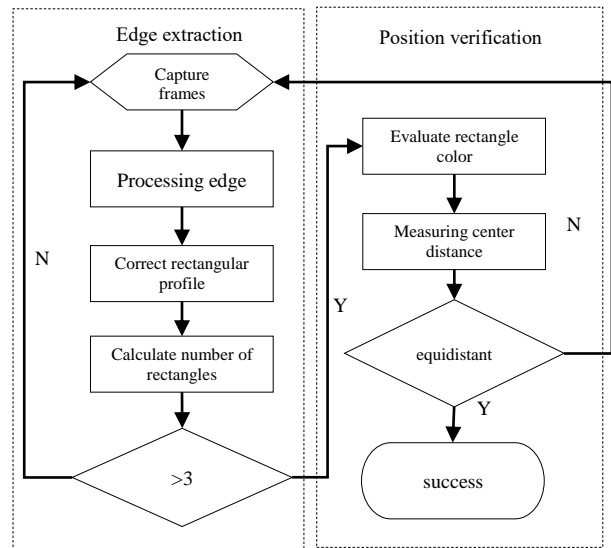 Edge extraction
Capture
frames
Processing edge
Correct rectangular
profile
Calculate number of
rectangles
>3
N
Y
Position verification
Evaluate rectangle
color
Measuring center
distance
equidistant
N
Y
success